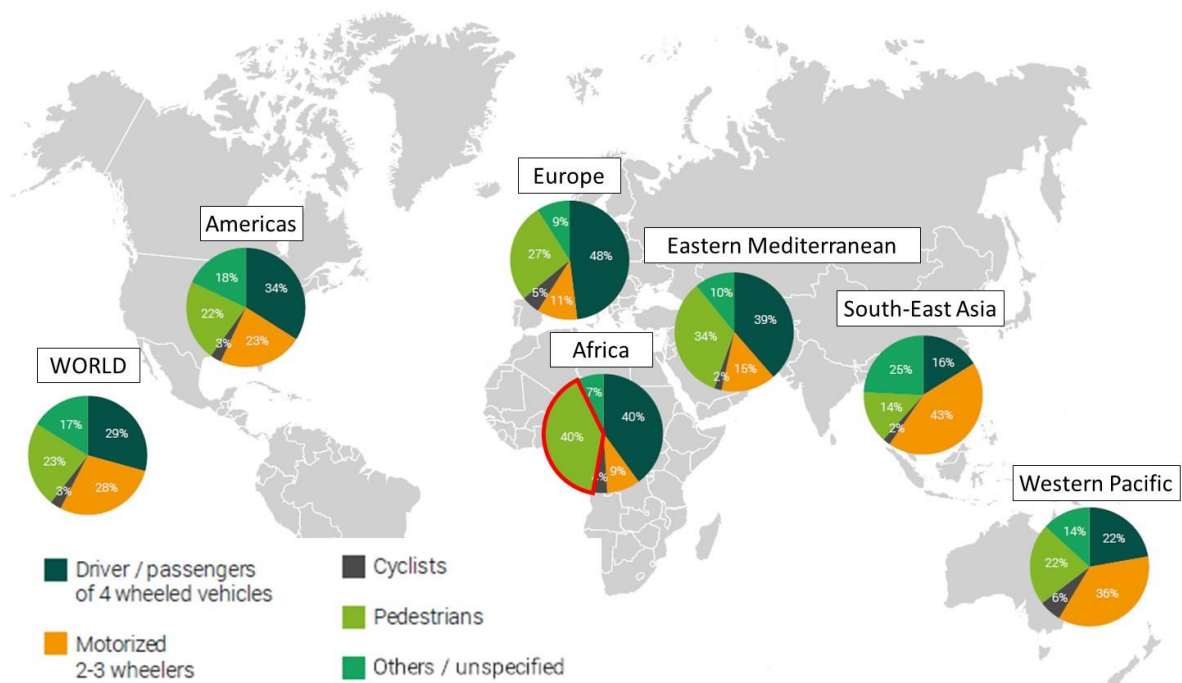 Europe
9%
48%
27%
5%
11%
Americas
18%
34%
22%
3%
23%
Eastern Mediterranean
10%
39%
34%
2%
15%
South-East Asia
25%
16%
14%
2%
43%
Africa
7%
40%
40%
4%
9%
WORLD
17%
29%
23%
3%
28%
Western Pacific
14%
22%
22%
6%
36%
Driver / passengers
of 4 wheeled vehicles
Motorized
2-3 wheelers
Cyclists
Pedestrians
Others / unspecified